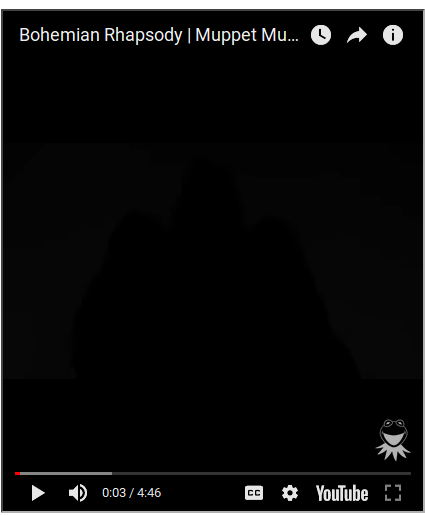 Bohemian Rhapsody | Muppet Mu...
0:03 / 4:46
CC
YouTube